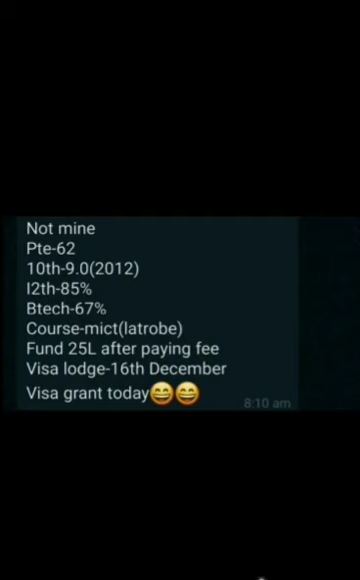 Not mine
Pte-62
10th-9.0(2012)
I2th-85%
Btech-67%
Course-mict(latrobe)
Fund 25L after paying fee
Visa lodge-16th December
Visa grant today😄😄
8:10 am